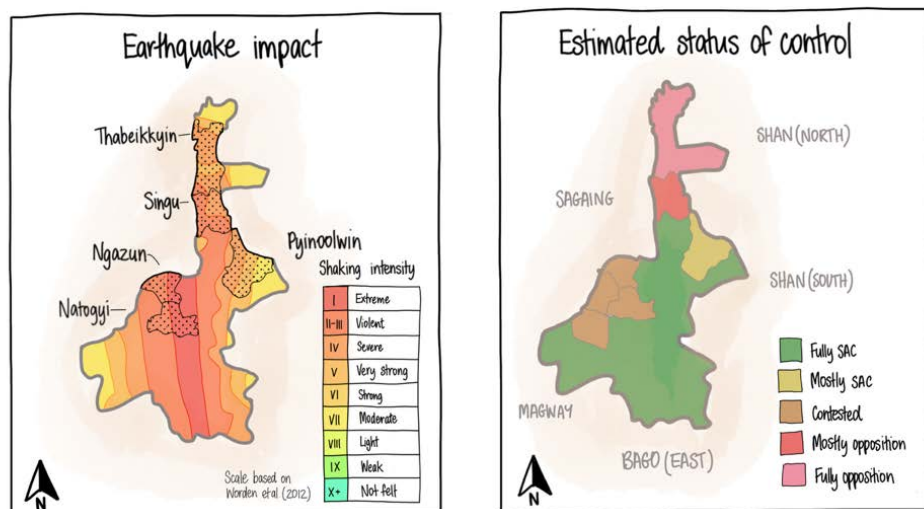 Earthquake impact
Thabeikkyin
Singu
Ngazun
Natogyi
Pyinoolwin
Shaking intensity
I Extreme
II-III Violent
IV Severe
V Very strong
VI Strong
VII Moderate
VIII Light
IX Weak
X+ Not felt
Scale based on
Worden et al (2012)
N
Estimated status of control
SHAN (NORTH)
SAGAING
SHAN (SOUTH)
MAGWAY
BAGO (EAST)
Fully SAC
Mostly SAC
Contested
Mostly opposition
Fully opposition
N